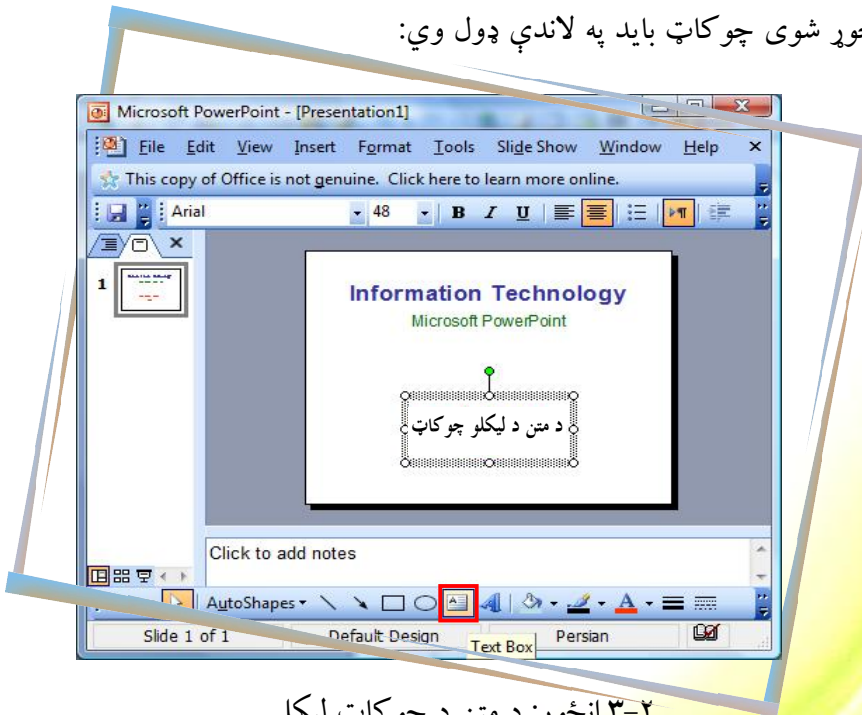 جوړ شوی چوکاټ باید په لاندې ډول وي:
Microsoft PowerPoint - [Presentation1]
File Edit View Insert Format Tools Slide Show Window Help
This copy of Office is not genuine. Click here to learn more online.
Arial 48 B I U
1
Information Technology
Microsoft PowerPoint
د متن د لیکلو چوکاټ
Click to add notes
AutoShapes
Slide 1 of 1 Default Design Persian
Text Box
۳-۲ انځور: د متن د چوکاټ لیکل